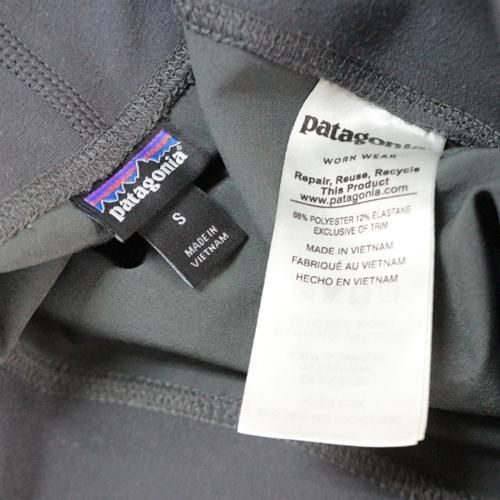 patagonia
S
MADE IN
VIETNAM
patagonia
WORN WEAR
Repair, Reuse, Recycle
This Product
www.patagonia.com
88% POLYESTER 12% ELASTANE
EXCLUSIVE OF TRIM
MADE IN VIETNAM
FABRIQUÉ AU VIETNAM
HECHO EN VIETNAM